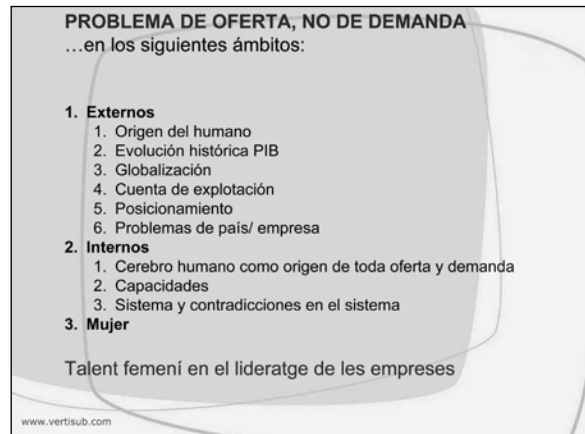 PROBLEMA DE OFERTA, NO DE DEMANDA
…en los siguientes ámbitos:
1. Externos
1. Origen del humano
2. Evolución histórica PIB
3. Globalización
4. Cuenta de explotación
5. Posicionamiento
6. Problemas de país/ empresa
2. Internos
1. Cerebro humano como origen de toda oferta y demanda
2. Capacidades
3. Sistema y contradicciones en el sistema
3. Mujer
Talent femení en el lideratge de les empreses
www.vertisub.com